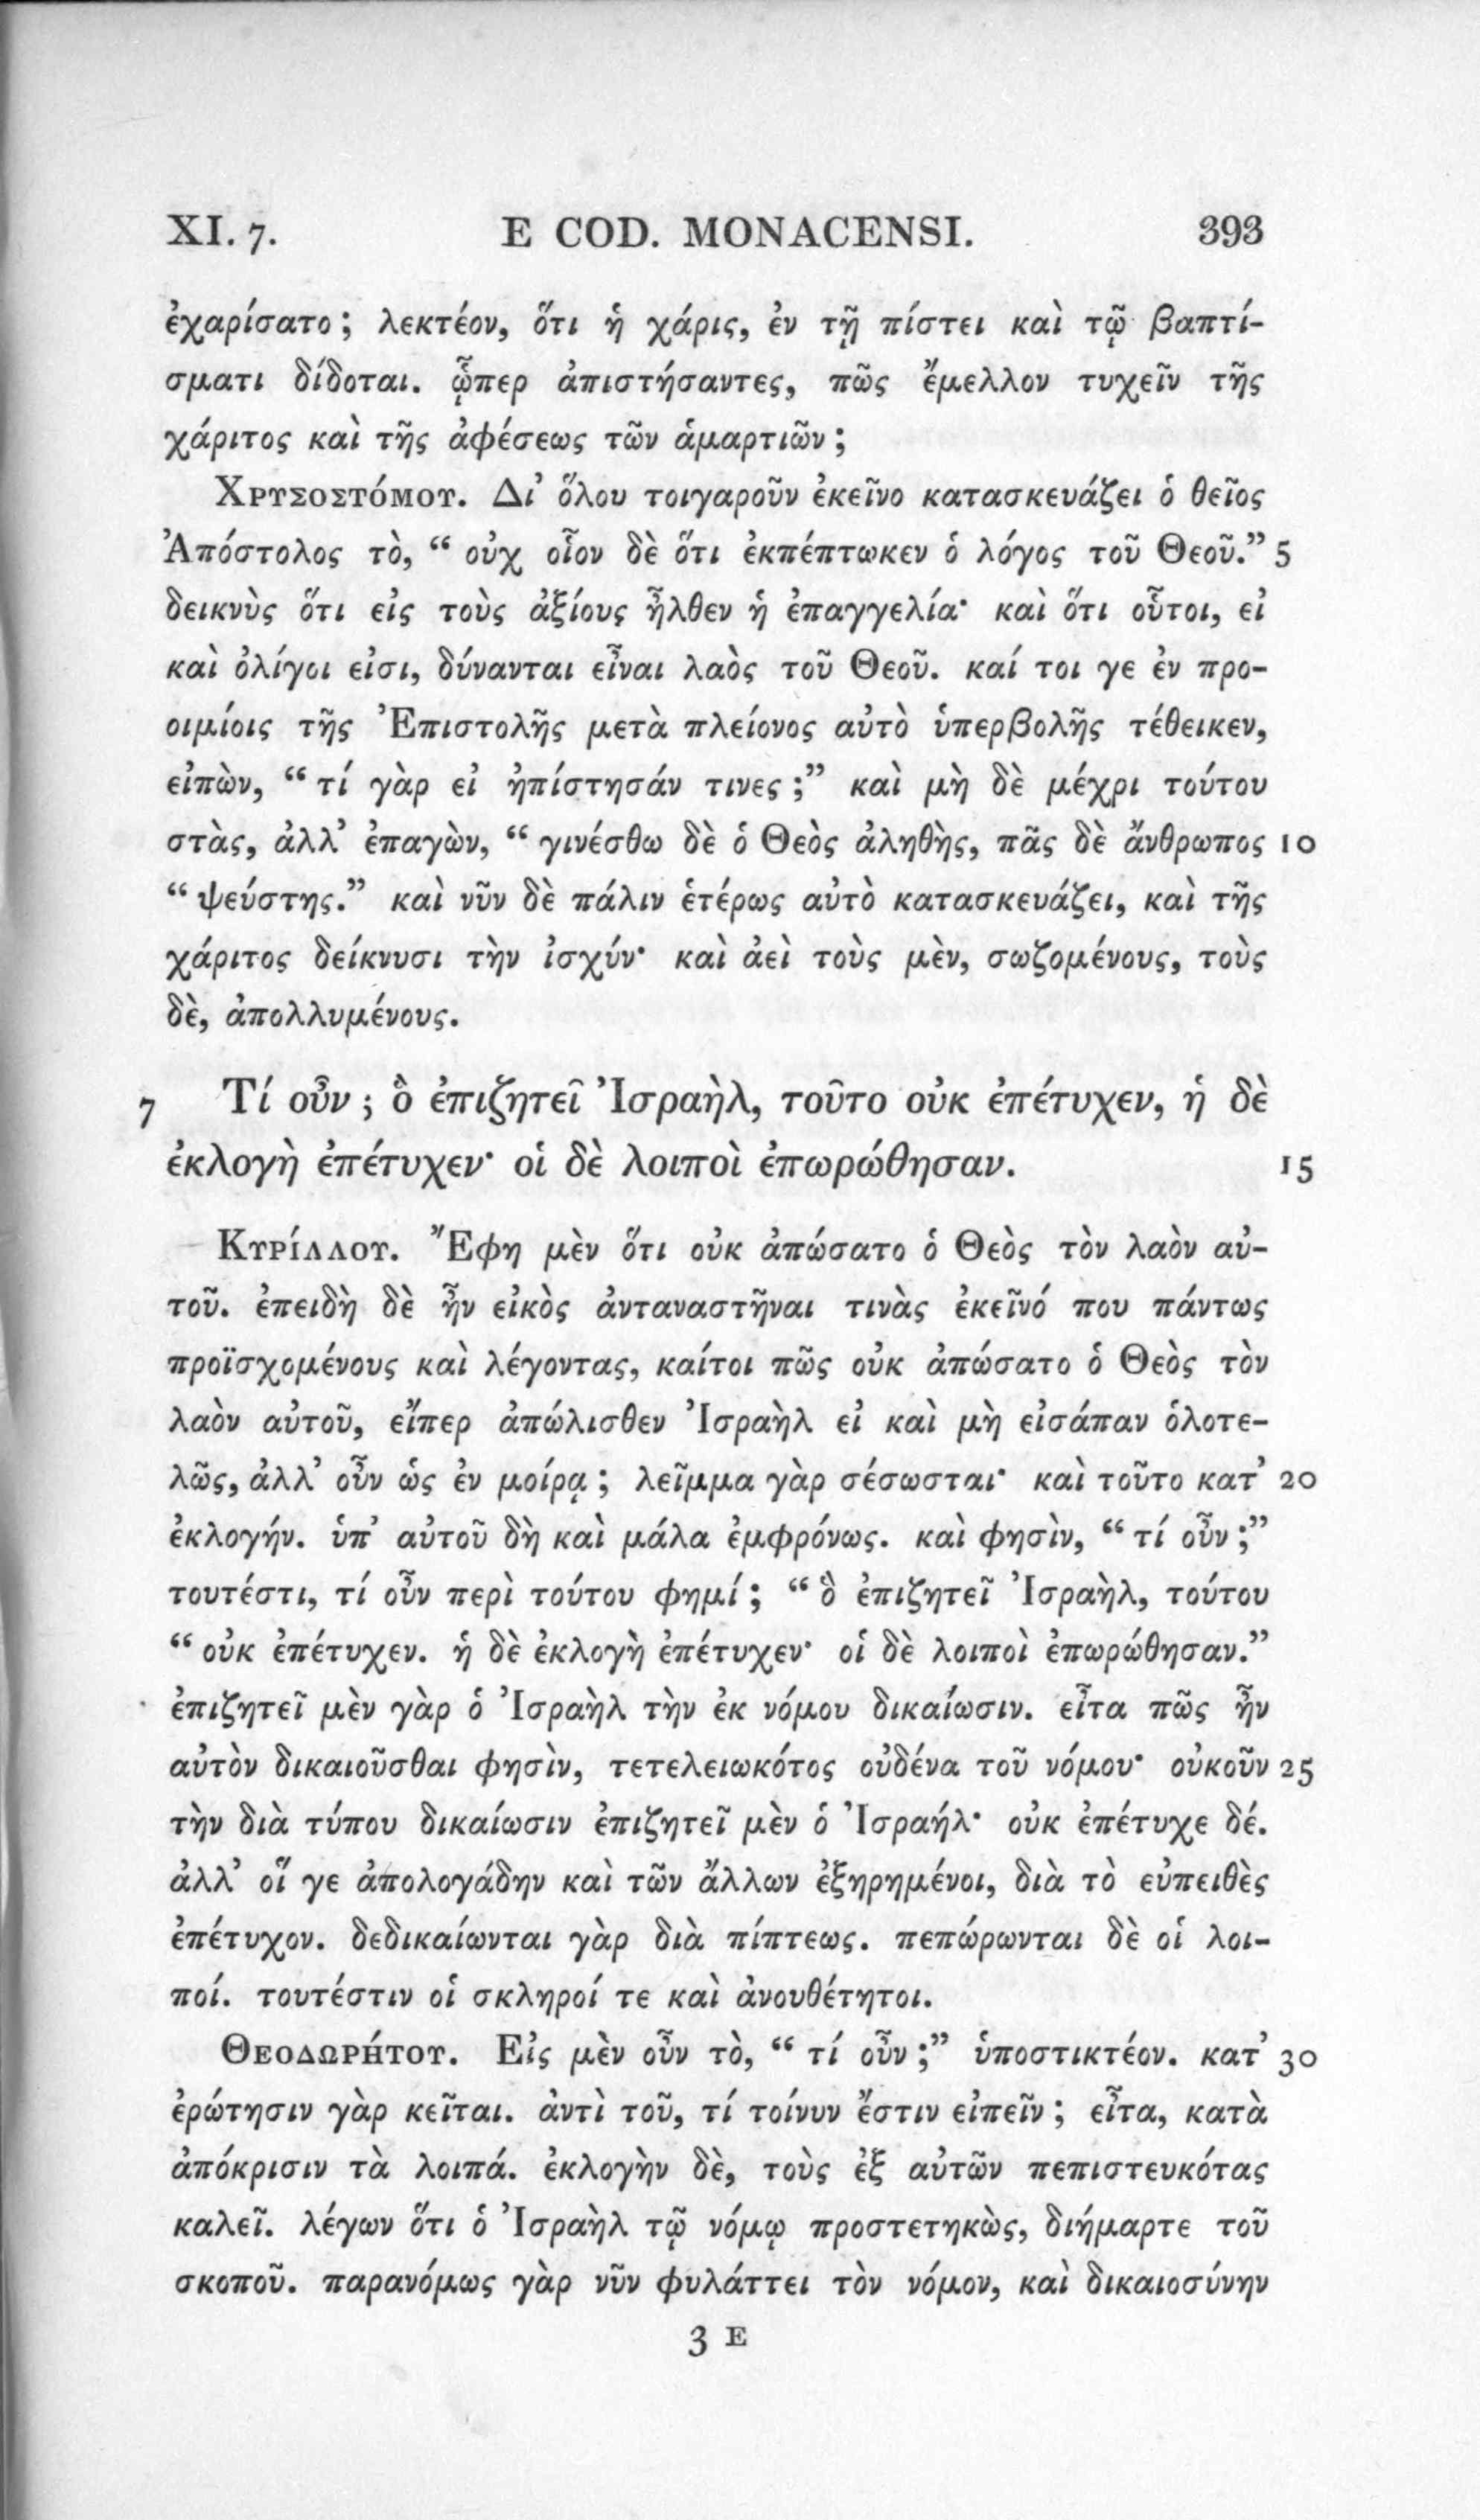 XI. 7. E COD. MONACENSI. 393
ἐχαρίσατο; λεκτέον, ὅτι ἡ χάρις, ἐν τῇ πίστει καὶ τῷ βαπτί-
σματι δίδοται. ᾧπερ ἀπιστήσαντες, πῶς ἔμελλον τυχεῖν τῆς
χάριτος καὶ τῆς ἀφέσεως τῶν ἁμαρτιῶν;
Χρυσοστόμου. Δι’ ὅλου τοιγαροῦν ἐκεῖνο κατασκευάζει ὁ θεῖος
Ἀπόστολος τὸ, “ οὐχ οἷον δὲ ὅτι ἐκπέπτωκεν ὁ λόγος τοῦ Θεοῦ.” 5
δεικνὺς ὅτι εἰς τοὺς ἀξίους ἦλθεν ἡ ἐπαγγελία· καὶ ὅτι οὗτοι, εἰ
καὶ ὀλίγοι εἰσι, δύνανται εἶναι λαὸς τοῦ Θεοῦ. καί τοι γε ἐν προ-
οιμίοις τῆς Ἐπιστολῆς μετὰ πλείονος αὐτὸ ὑπερβολῆς τέθεικεν,
εἰπὼν, “ τί γὰρ εἰ ἠπίστησάν τινες;” καὶ μὴ δὲ μέχρι τούτου
στὰς, ἀλλ’ ἐπαγὼν, “ γινέσθω δὲ ὁ Θεὸς ἀληθὴς, πᾶς δὲ ἄνθρωπος 10
“ ψεύστης.” καὶ νῦν δὲ πάλιν ἑτέρως αὐτὸ κατασκευάζει, καὶ τῆς
χάριτος δείκνυσι τὴν ἰσχύν· καὶ ἀεὶ τοὺς μὲν, σωζομένους, τοὺς
δὲ, ἀπολλυμένους.
7 Τί οὖν; ὃ ἐπιζητεῖ Ἰσραὴλ, τοῦτο οὐκ ἐπέτυχεν, ἡ δὲ
ἐκλογὴ ἐπέτυχεν· οἱ δὲ λοιποὶ ἐπωρώθησαν. 15
Κυρίλλου. Ἔφη μὲν ὅτι οὐκ ἀπώσατο ὁ Θεὸς τὸν λαὸν αὐ-
τοῦ. ἐπειδὴ δὲ ἦν εἰκὸς ἀνταναστῆναι τινὰς ἐκεῖνό που πάντως
προϊσχομένους καὶ λέγοντας, καίτοι πῶς οὐκ ἀπώσατο ὁ Θεὸς τὸν
λαὸν αὐτοῦ, εἴπερ ἀπώλισθεν Ἰσραὴλ εἰ καὶ μὴ εἰσάπαν ὁλοτε-
λῶς, ἀλλ’ οὖν ὡς ἐν μοίρᾳ; λεῖμμα γὰρ σέσωσται· καὶ τοῦτο κατ’ 20
ἐκλογήν. ὑπ’ αὐτοῦ δὴ καὶ μάλα ἐμφρόνως. καὶ φησὶν, “ τί οὖν;”
τουτέστι, τί οὖν περὶ τούτου φημί; “ ὃ ἐπιζητεῖ Ἰσραὴλ, τούτου
“ οὐκ ἐπέτυχεν. ἡ δὲ ἐκλογὴ ἐπέτυχεν· οἱ δὲ λοιποὶ ἐπωρώθησαν.”
ἐπιζητεῖ μὲν γὰρ ὁ Ἰσραὴλ τὴν ἐκ νόμου δικαίωσιν. εἶτα πῶς ἦν
αὐτὸν δικαιοῦσθαι φησὶν, τετελειωκότος οὐδένα τοῦ νόμου· οὐκοῦν 25
τὴν διὰ τύπου δικαίωσιν ἐπιζητεῖ μὲν ὁ Ἰσραήλ· οὐκ ἐπέτυχε δέ.
ἀλλ’ οἵ γε ἀπολογάδην καὶ τῶν ἄλλων ἐξηρημένοι, διὰ τὸ εὐπειθὲς
ἐπέτυχον. δεδικαίωνται γὰρ διὰ πίπτεως. πεπώρωνται δὲ οἱ λοι-
ποί. τουτέστιν οἱ σκληροί τε καὶ ἀνουθέτητοι.
Θεοδωρήτου. Εἰς μὲν οὖν τὸ, “ τί οὖν;” ὑποστικτέον. κατ’ 30
ἐρώτησιν γὰρ κεῖται. ἀντὶ τοῦ, τί τοίνυν ἔστιν εἰπεῖν; εἶτα, κατὰ
ἀπόκρισιν τὰ λοιπά. ἐκλογὴν δὲ, τοὺς ἐξ αὐτῶν πεπιστευκότας
καλεῖ. λέγων ὅτι ὁ Ἰσραὴλ τῷ νόμῳ προστετηκὼς, διήμαρτε τοῦ
σκοποῦ. παρανόμως γὰρ νῦν φυλάττει τὸν νόμον, καὶ δικαιοσύνην
3 E